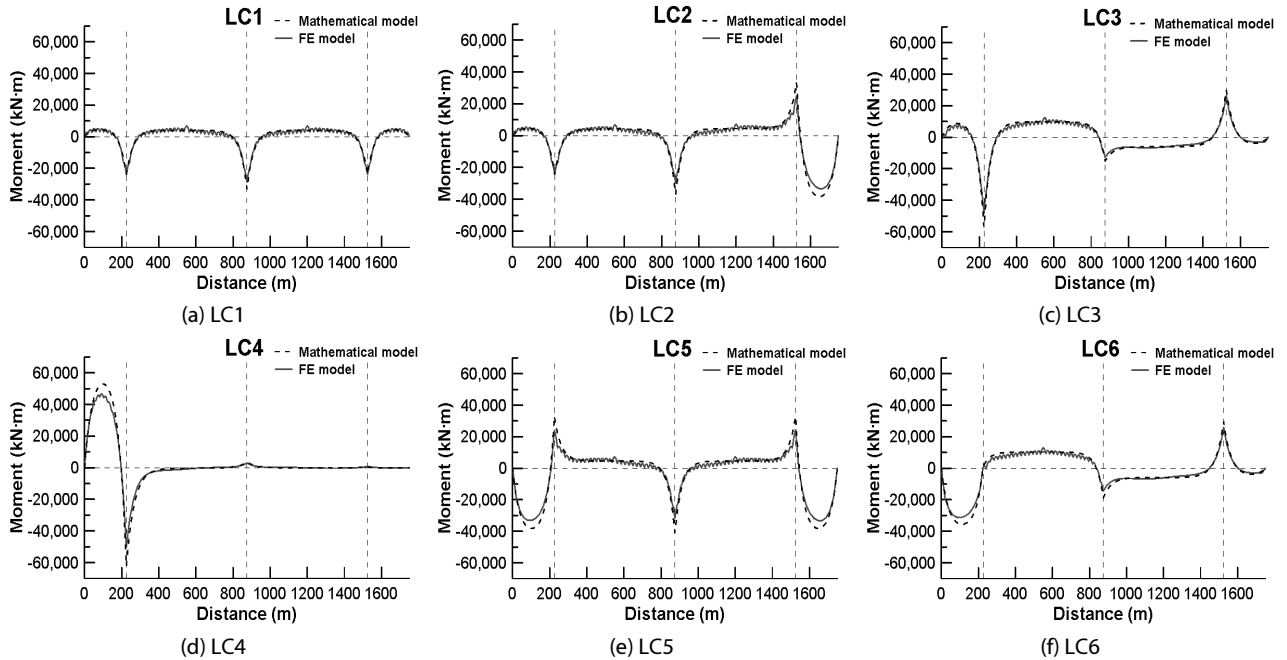 LC1
Mathematical model
FE model
Moment (kN·m)
60,000
40,000
20,000
0
-20,000
-40,000
-60,000
0 200 400 600 800 1000 1200 1400 1600
Distance (m)
(a) LC1
LC2
Mathematical model
FE model
Moment (kN·m)
60,000
40,000
20,000
0
-20,000
-40,000
-60,000
0 200 400 600 800 1000 1200 1400 1600
Distance (m)
(b) LC2
LC3
Mathematical model
FE model
Moment (kN·m)
60,000
40,000
20,000
0
-20,000
-40,000
-60,000
0 200 400 600 800 1000 1200 1400 1600
Distance (m)
(c) LC3
LC4
Mathematical model
FE model
Moment (kN·m)
60,000
40,000
20,000
0
-20,000
-40,000
-60,000
0 200 400 600 800 1000 1200 1400 1600
Distance (m)
(d) LC4
LC5
Mathematical model
FE model
Moment (kN·m)
60,000
40,000
20,000
0
-20,000
-40,000
-60,000
0 200 400 600 800 1000 1200 1400 1600
Distance (m)
(e) LC5
LC6
Mathematical model
FE model
Moment (kN·m)
60,000
40,000
20,000
0
-20,000
-40,000
-60,000
0 200 400 600 800 1000 1200 1400 1600
Distance (m)
(f) LC6